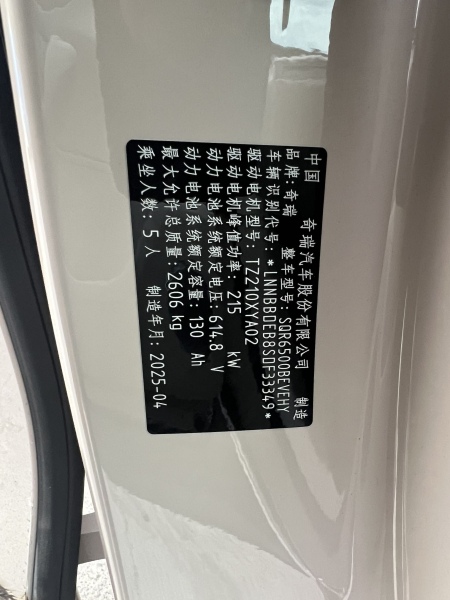 中国 奇瑞汽车股份有限公司 制造
品牌:奇瑞 整车型号:SQR6500BEVEHY
车辆识别代号:*LNNBBDEB8SDF33349*
驱动电机型号:TZ210XYA02
驱动电机峰值功率:215 kW
动力电池系统额定电压:614.8 V
动力电池系统额定容量:130 Ah
最大允许总质量:2606 kg
乘坐人数:5人 制造年月:2025-04